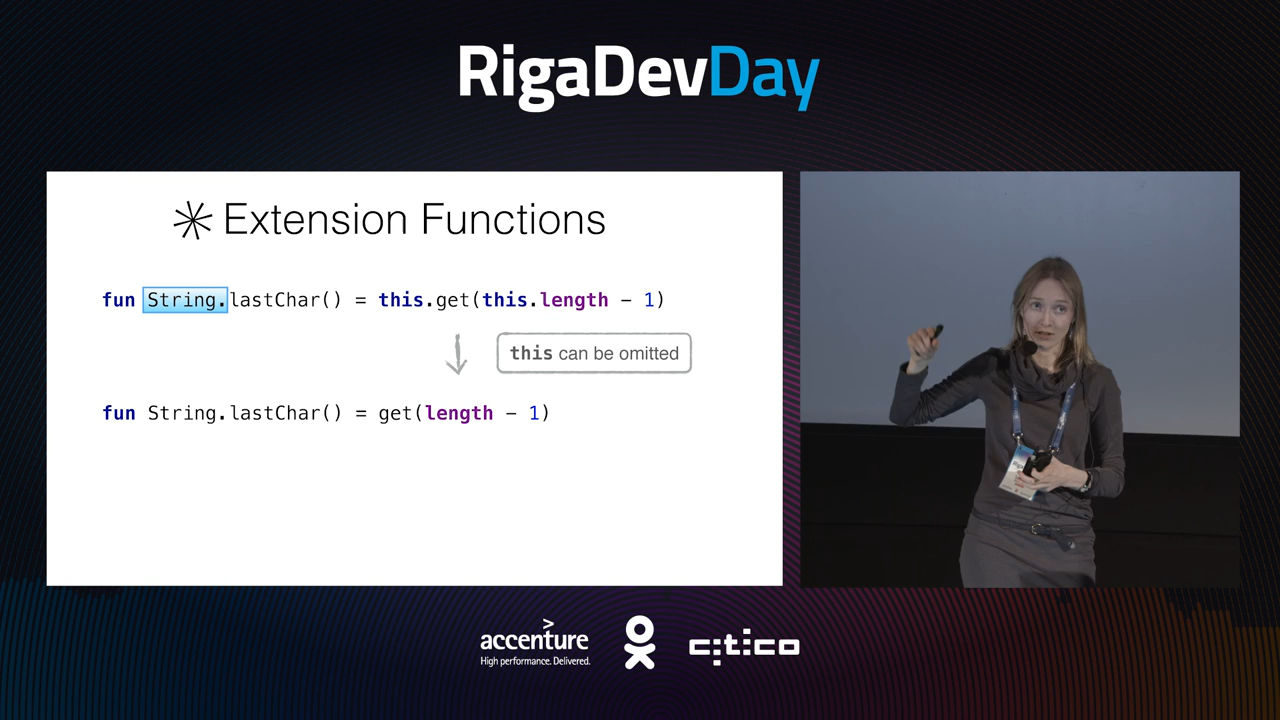 RigaDevDay
Extension Functions
fun String.lastChar() = this.get(this.length - 1)
this can be omitted
fun String.lastChar() = get(length - 1)
accenture
High performance. Delivered.
citico